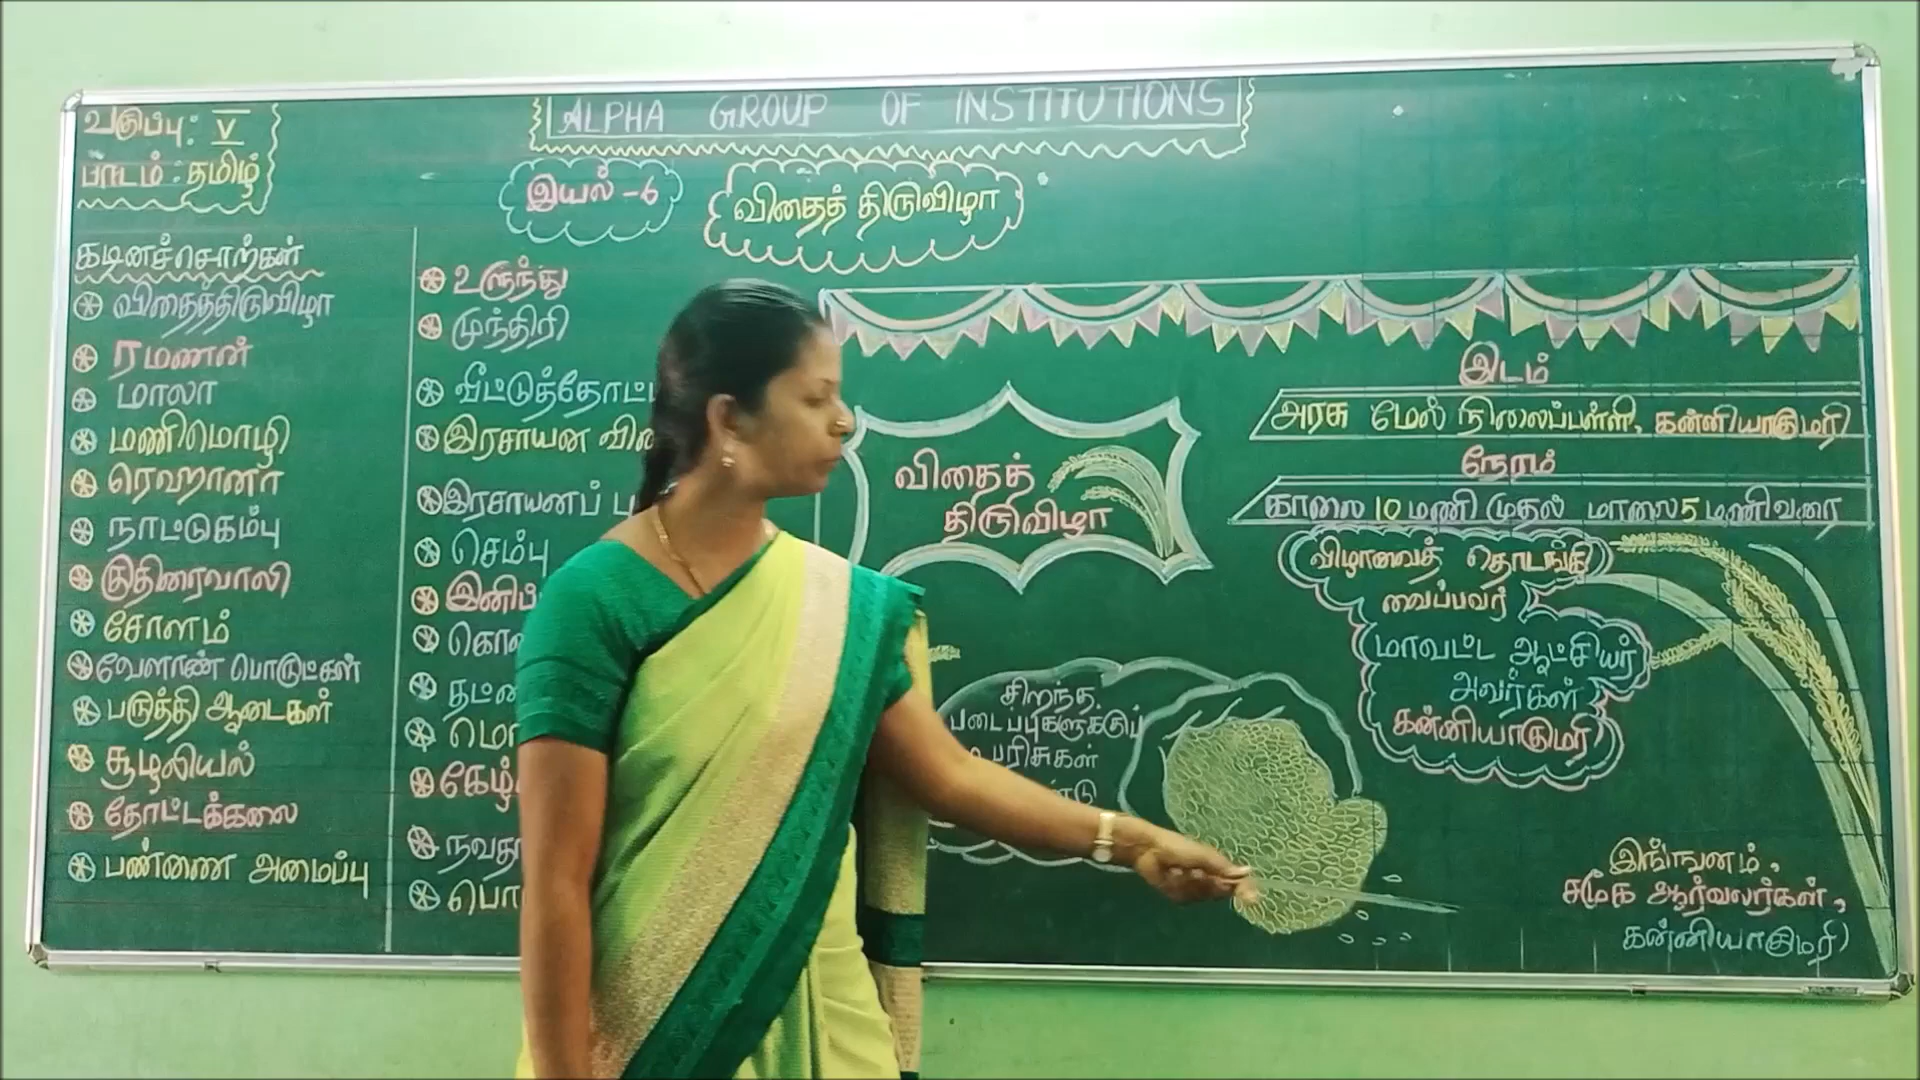 வகுப்பு: V
பாடம்: தமிழ்
ALPHA GROUP OF INSTITUTIONS
இயல் -6
விதைத் திருவிழா
கடினச்சொற்கள்
விதைத்திருவிழா
ரமணன்
மாலா
மணிமொழி
ரெஹானா
நாட்டுகம்பு
குதிரைவாலி
சோளம்
வேளாண் பொருட்கள்
பருத்தி ஆடைகள்
சூழலியல்
தோட்டக்கலை
பண்ணை அமைப்பு
உளுந்து
முந்திரி
வீட்டுத்தோட்ட
இரசாயன
இரசாயனப்
செம்பு
விதைத்
திருவிழா
இடம்
அரசு மேல் நிலைப்பள்ளி, கன்னியாகுமரி
நேரம்
காலை 10 மணி முதல் மாலை 5 மணிவரை
விழாவைத் தொடங்கி
வைப்பவர்
மாவட்ட ஆட்சியர்
அவர்கள்
கன்னியாகுமரி
சிறந்த
படைப்புகளுக்குப்
பரிசுகள்
இங்ஙனம்,
சமூக ஆர்வலர்கள்,
கன்னியாகுமரி